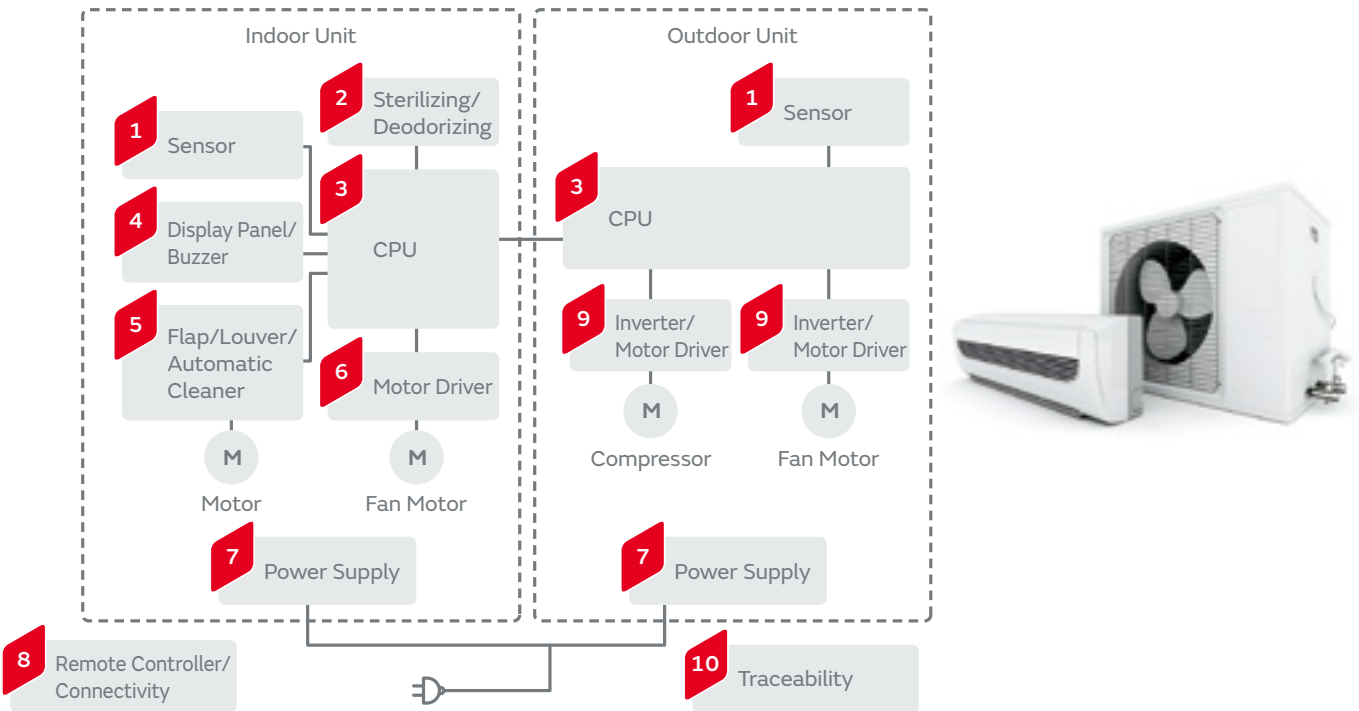 Indoor Unit
1
Sensor
2
Sterilizing/
Deodorizing
3
CPU
4
Display Panel/
Buzzer
5
Flap/Louver/
Automatic
Cleaner
6
Motor Driver
M
Motor
M
Fan Motor
7
Power Supply
Outdoor Unit
1
Sensor
3
CPU
9
Inverter/
Motor Driver
9
Inverter/
Motor Driver
M
Compressor
M
Fan Motor
7
Power Supply
8
Remote Controller/
Connectivity
10
Traceability